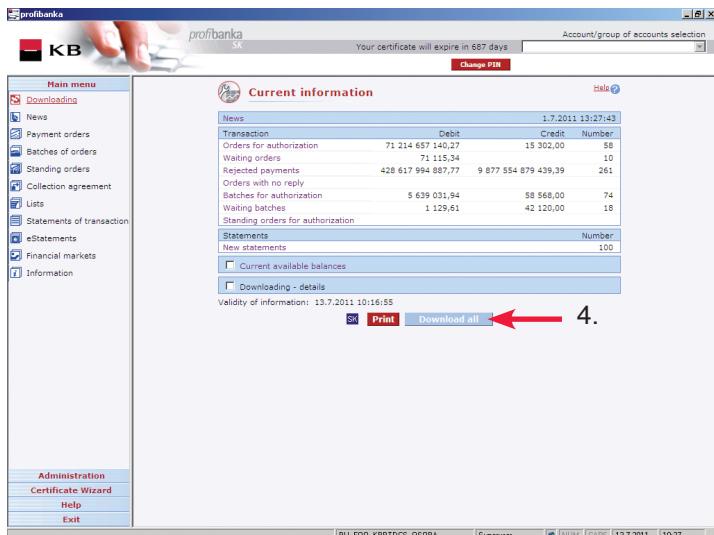 profibanka
KB
profibanka
SK
Account/group of accounts selection
Your certificate will expire in 687 days
Change PIN
Main menu
Downloading
News
Payment orders
Batches of orders
Standing orders
Collection agreement
Lists
Statements of transaction
eStatements
Financial markets
Information
Administration
Certificate Wizard
Help
Exit
Current information
Help
News 1.7.2011 13:27:43
Transaction Debit Credit Number
Orders for authorization 71 214 657 140,27 15 302,00 58
Waiting orders 71 115,34 10
Rejected payments 428 617 994 887,77 9 877 554 879 439,39 261
Orders with no reply
Batches for authorization 5 639 031,94 58 568,00 74
Waiting batches 1 129,61 42 120,00 18
Standing orders for authorization
Statements Number
New statements 100
Current available balances
Downloading - details
Validity of information: 13.7.2011 10:16:55
SK Print Download all 4.
NUM CAPS 13.7.2011 10:27